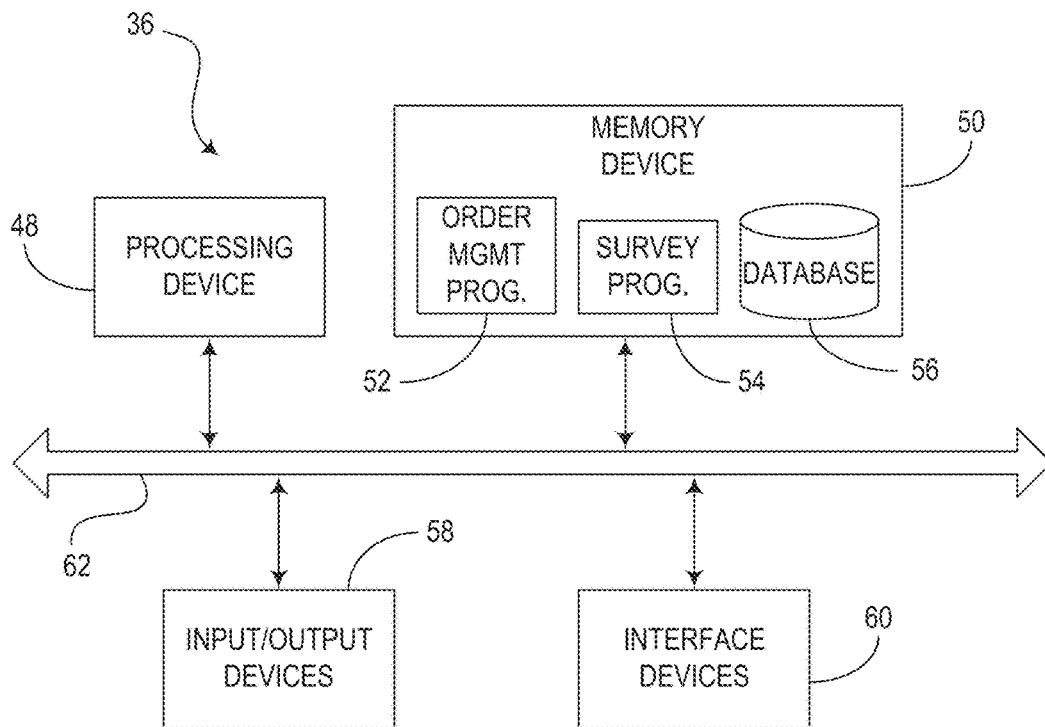 36
MEMORY
DEVICE
50
48
PROCESSING
DEVICE
ORDER
MGMT
PROG.
SURVEY
PROG.
DATABASE
52
54
56
62
58
INPUT/OUTPUT
DEVICES
INTERFACE
DEVICES
60